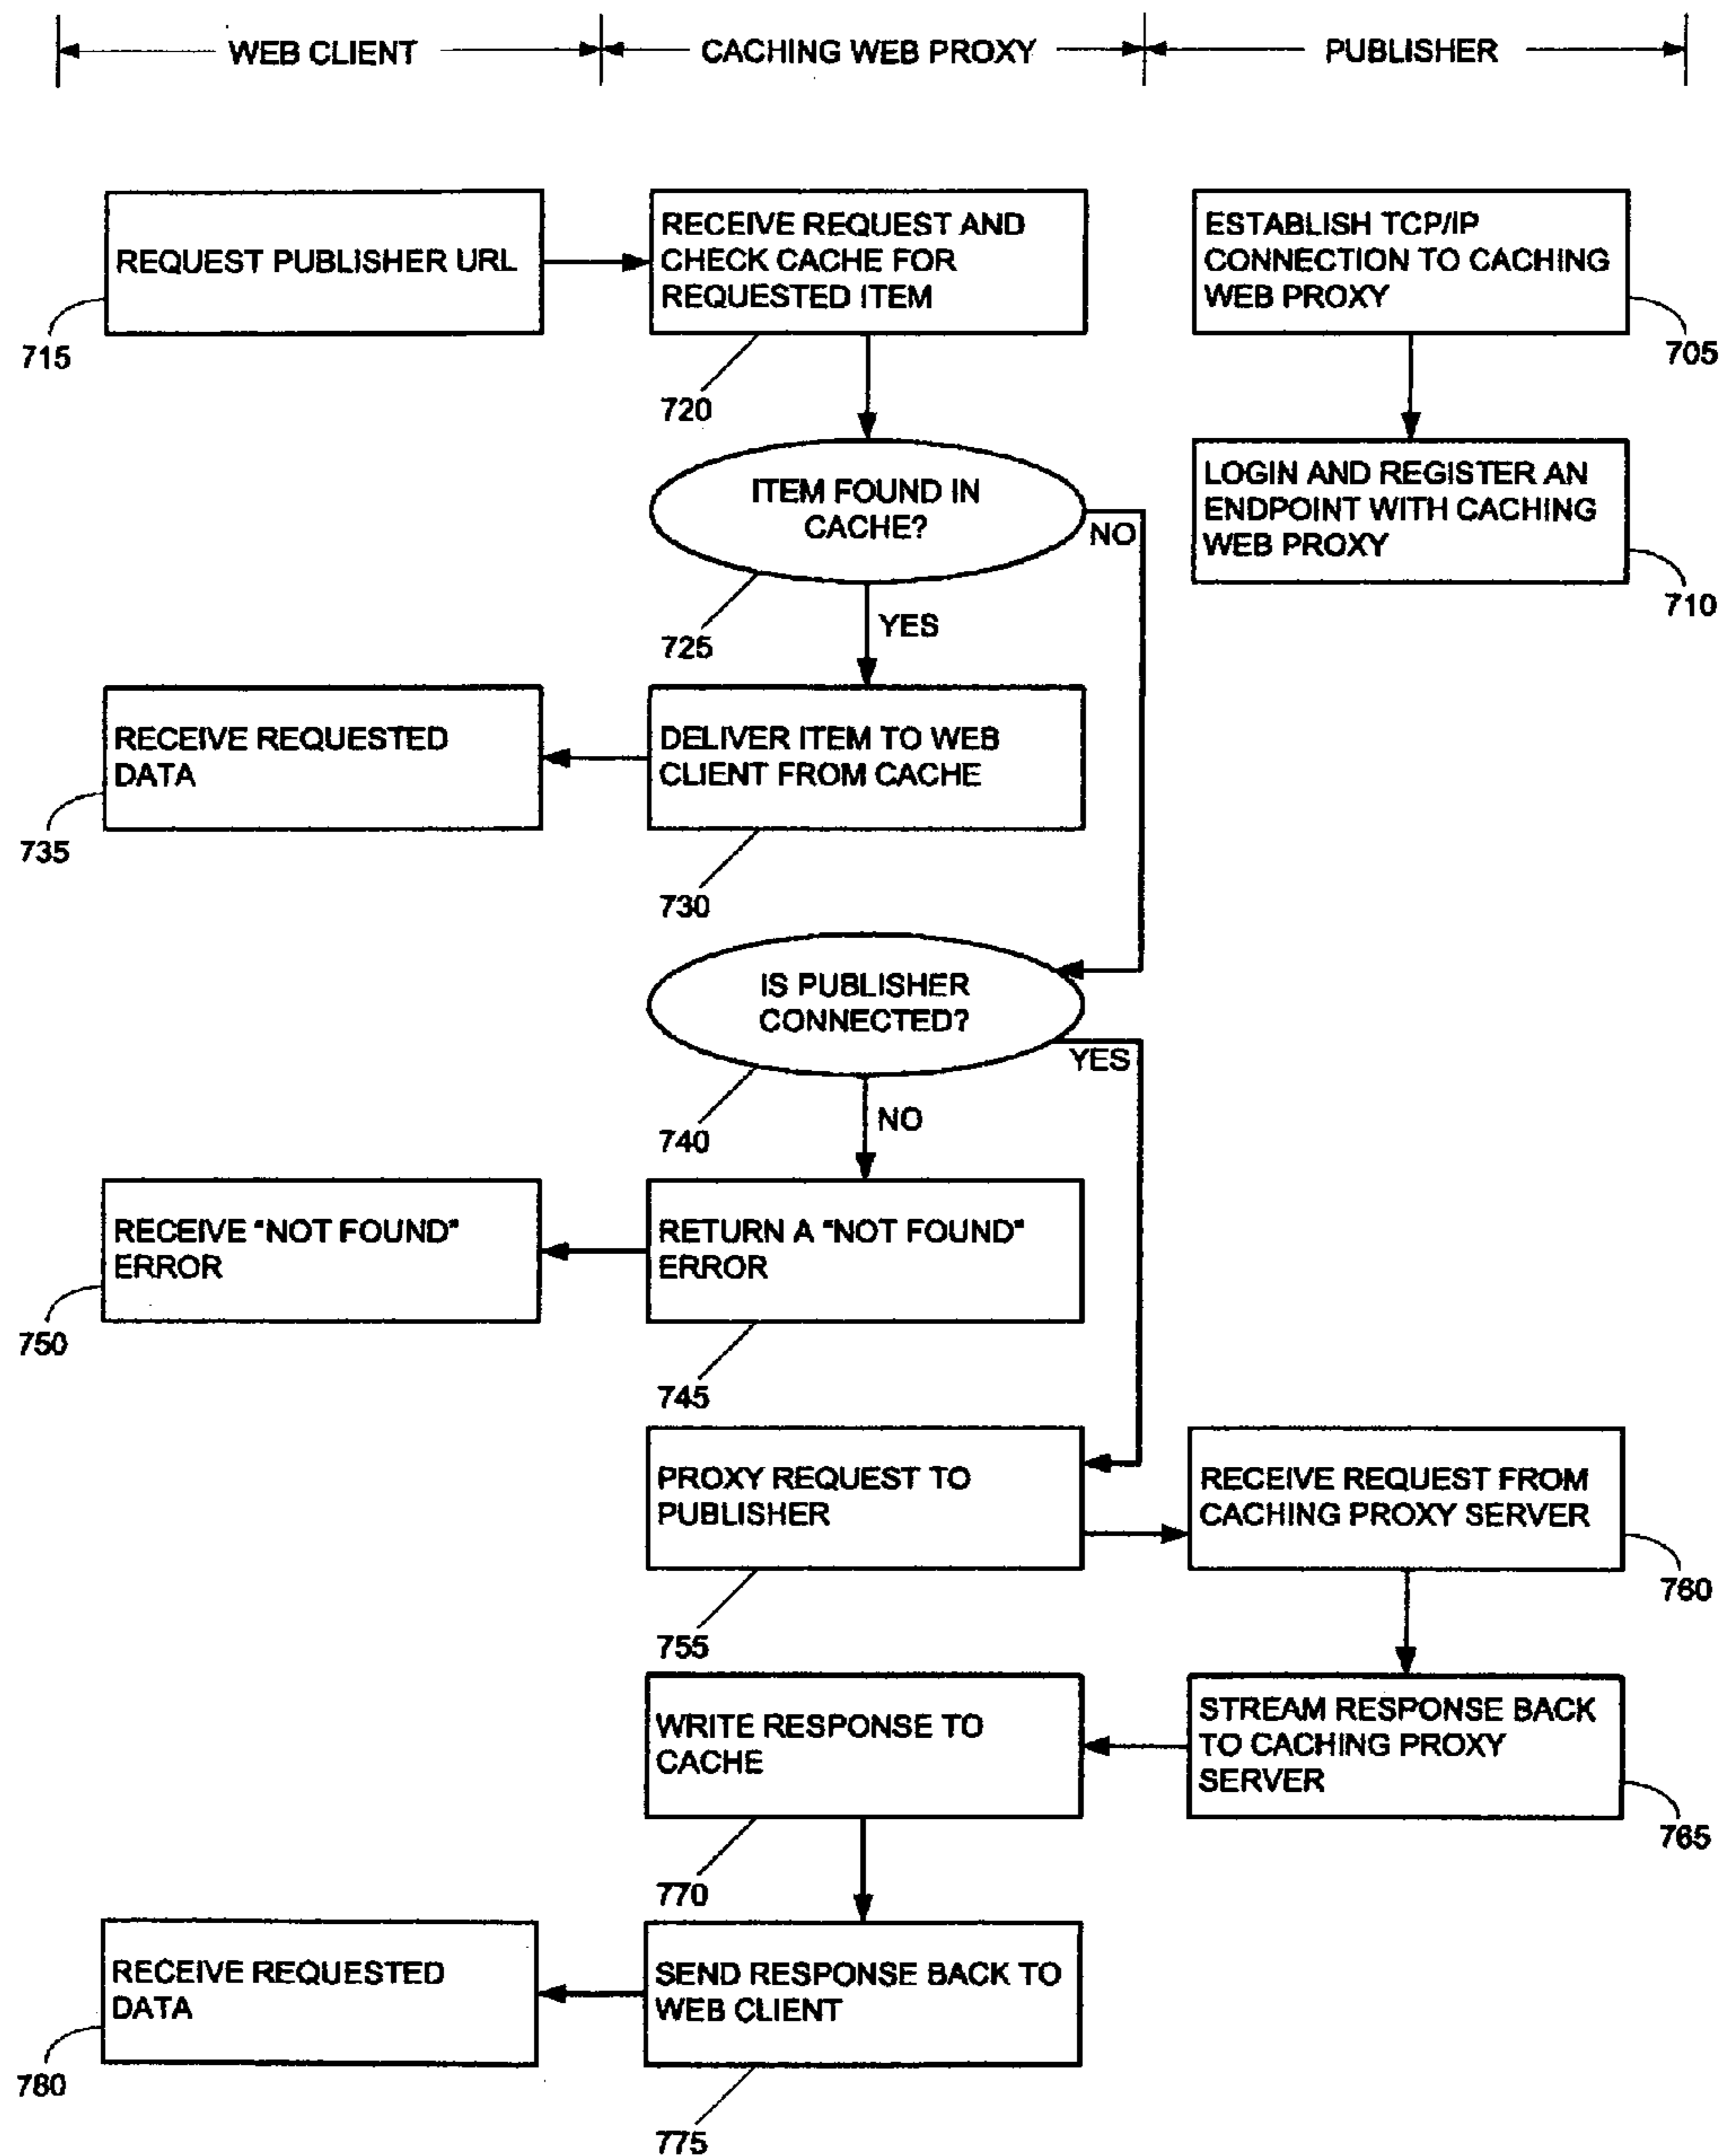 WEB CLIENT
CACHING WEB PROXY
PUBLISHER
REQUEST PUBLISHER URL
715
RECEIVE REQUEST AND
CHECK CACHE FOR
REQUESTED ITEM
720
ESTABLISH TCP/IP
CONNECTION TO CACHING
WEB PROXY
705
ITEM FOUND IN
CACHE?
NO
725
YES
LOGIN AND REGISTER AN
ENDPOINT WITH CACHING
WEB PROXY
710
RECEIVE REQUESTED
DATA
735
DELIVER ITEM TO WEB
CLIENT FROM CACHE
730
IS PUBLISHER
CONNECTED?
YES
740
NO
RECEIVE "NOT FOUND"
ERROR
750
RETURN A "NOT FOUND"
ERROR
745
PROXY REQUEST TO
PUBLISHER
755
RECEIVE REQUEST FROM
CACHING PROXY SERVER
760
WRITE RESPONSE TO
CACHE
770
STREAM RESPONSE BACK
TO CACHING PROXY
SERVER
765
RECEIVE REQUESTED
DATA
780
SEND RESPONSE BACK TO
WEB CLIENT
775